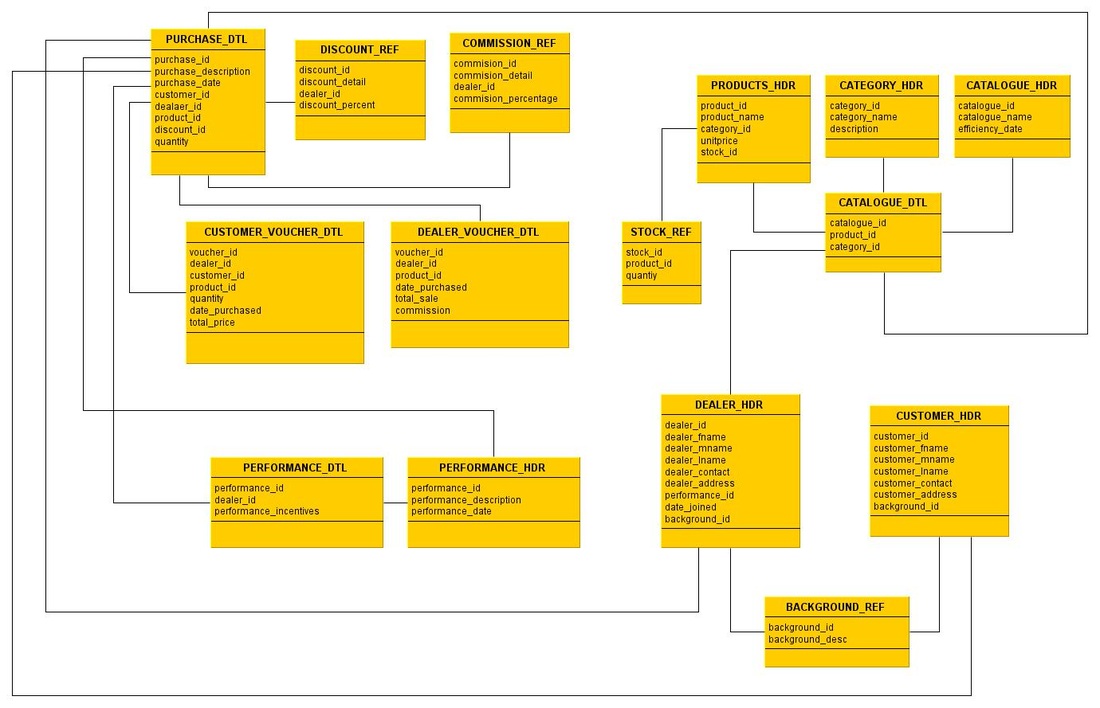 PURCHASE_DTL
purchase_id
purchase_description
purchase_date
customer_id
dealaer_id
product_id
discount_id
quantity
DISCOUNT_REF
discount_id
discount_detail
dealer_id
discount_percent
COMMISSION_REF
commision_id
commision_detail
dealer_id
commision_percentage
PRODUCTS_HDR
product_id
product_name
category_id
unitprice
stock_id
CATEGORY_HDR
category_id
category_name
description
CATALOGUE_HDR
catalogue_id
catalogue_name
efficiency_date
CATALOGUE_DTL
catalogue_id
product_id
category_id
CUSTOMER_VOUCHER_DTL
voucher_id
dealer_id
customer_id
product_id
quantity
date_purchased
total_price
DEALER_VOUCHER_DTL
voucher_id
dealer_id
product_id
date_purchased
total_sale
commission
STOCK_REF
stock_id
product_id
quantiy
DEALER_HDR
dealer_id
dealer_fname
dealer_mname
dealer_lname
dealer_contact
dealer_address
performance_id
date_joined
background_id
CUSTOMER_HDR
customer_id
customer_fname
customer_mname
customer_lname
customer_contact
customer_address
background_id
PERFORMANCE_DTL
performance_id
dealer_id
performance_incentives
PERFORMANCE_HDR
performance_id
performance_description
performance_date
BACKGROUND_REF
background_id
background_desc